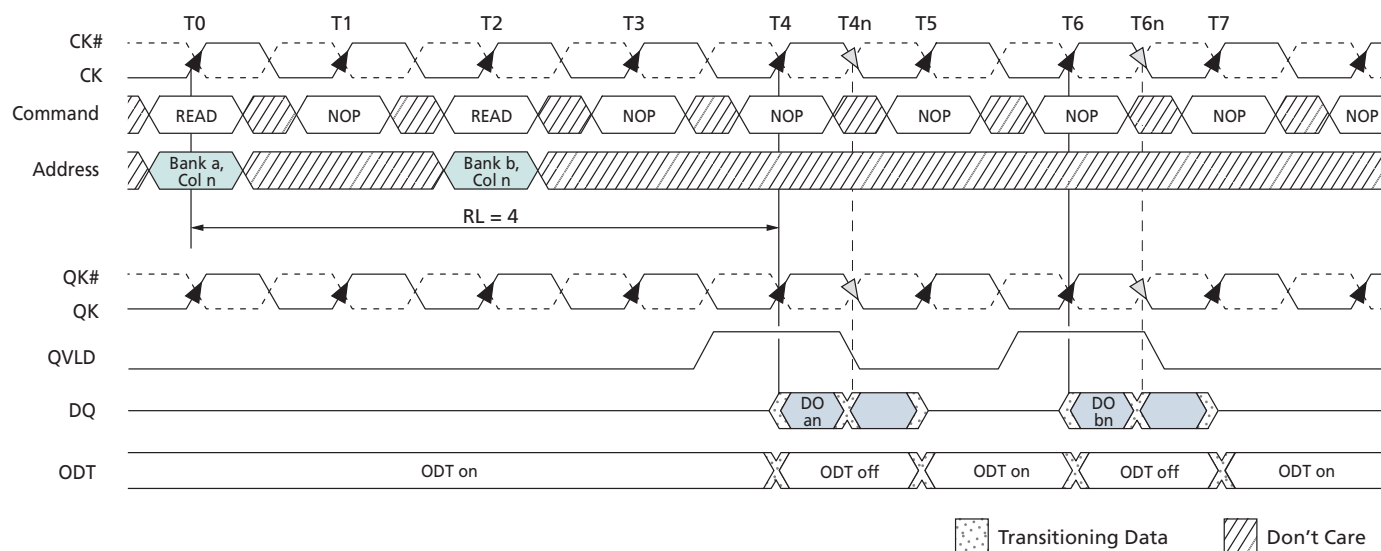 T0 T1 T2 T3 T4 T4n T5 T6 T6n T7
CK#
CK
Command READ NOP READ NOP NOP NOP NOP NOP NOP
Address Bank a, Col n Bank b, Col n
RL = 4
QK#
QK
QVLD
DQ DO an DO bn
ODT ODT on ODT off ODT on ODT off ODT on
Transitioning Data Don't Care